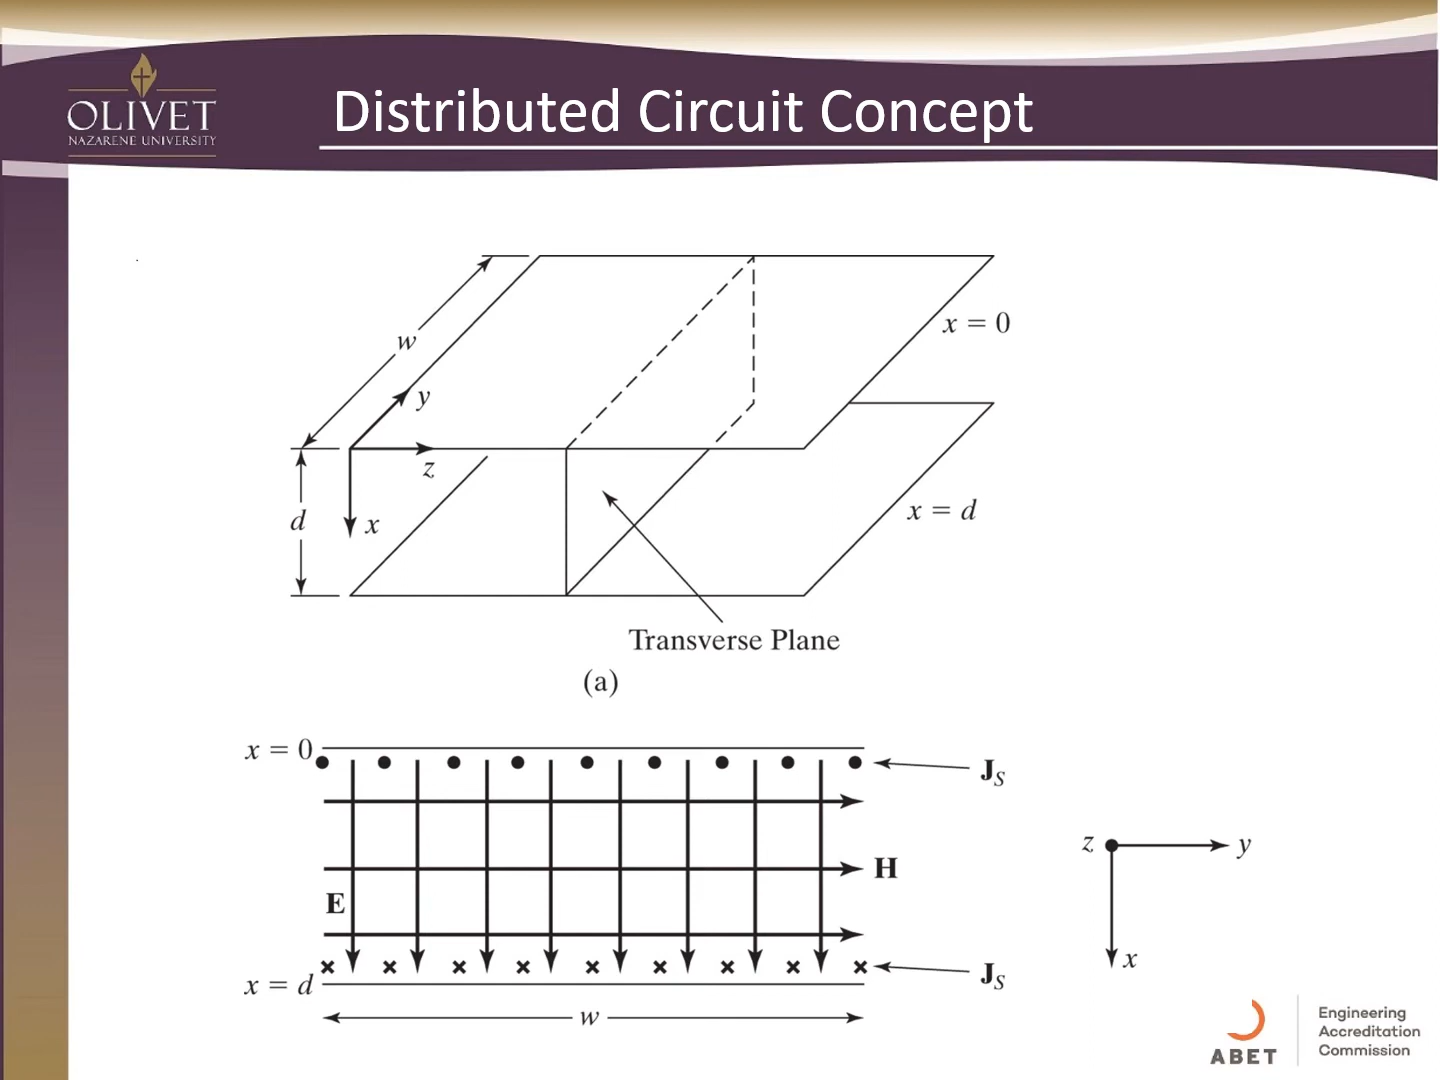 OLIVET
NAZARENE UNIVERSITY
Distributed Circuit Concept
w
y
z
d
x
x = 0
x = d
Transverse Plane
(a)
x = 0
J_S
H
E
x = d
J_S
w
z
y
x
ABET
Engineering
Accreditation
Commission